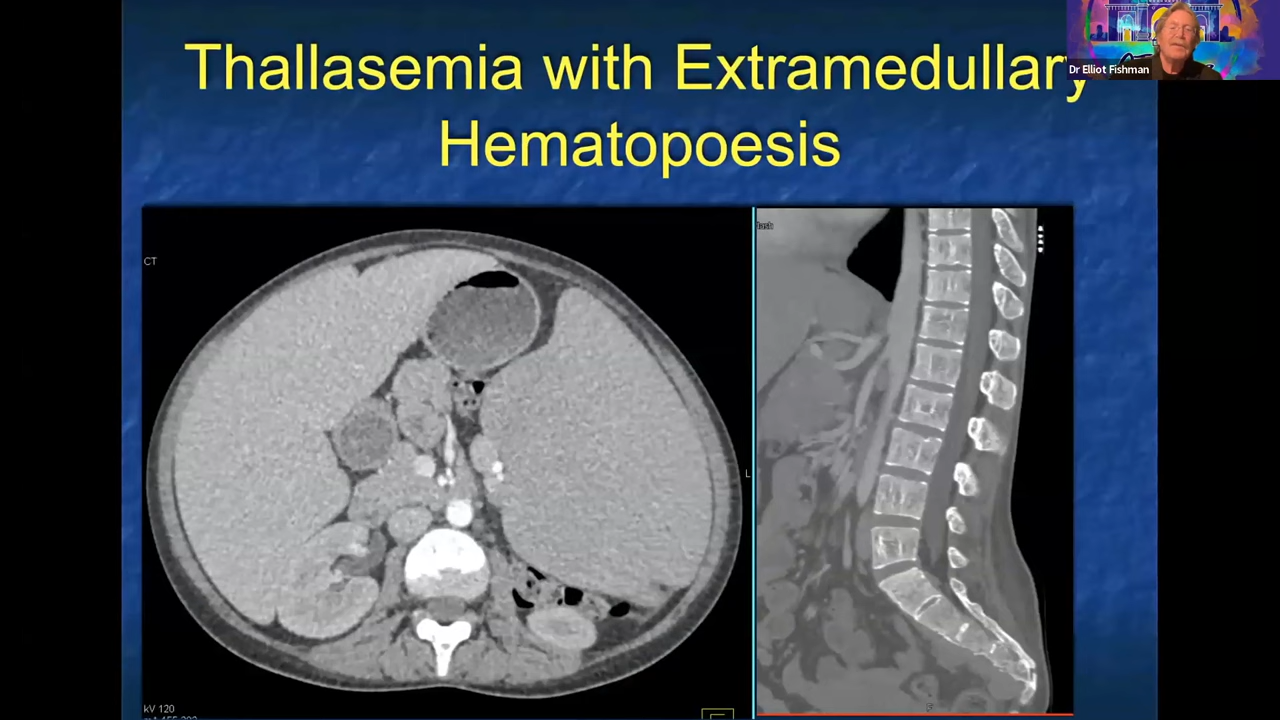 Thallasemia with Extramedullary
Hematopoesis
Dr Elliot Fishman
CT
L
kV 120